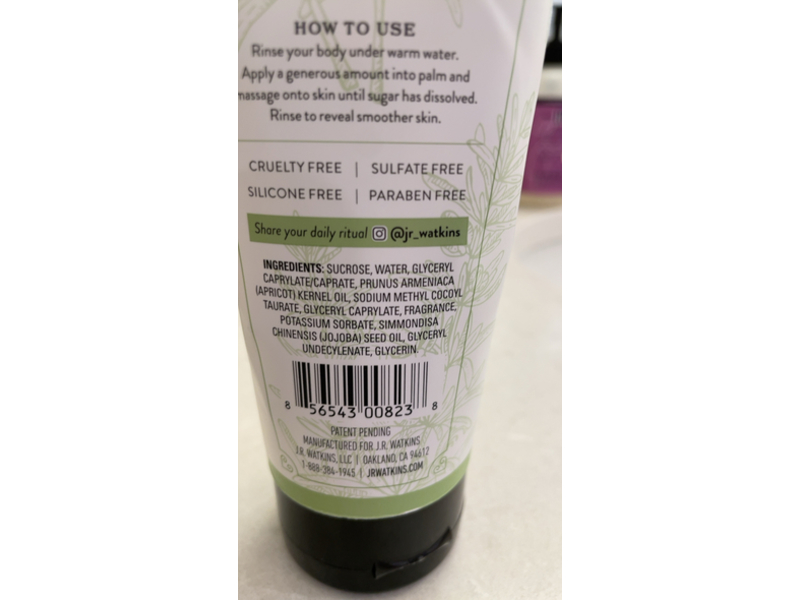 HOW TO USE
Rinse your body under warm water.
Apply a generous amount into palm and
massage onto skin until sugar has dissolved.
Rinse to reveal smoother skin.
CRUELTY FREE | SULFATE FREE
SILICONE FREE | PARABEN FREE
Share your daily ritual @jr_watkins
INGREDIENTS: SUCROSE, WATER, GLYCERYL
CAPRYLATE/CAPRATE, PRUNUS ARMENIACA
(APRICOT) KERNEL OIL, SODIUM METHYL COCOYL
TAURATE, GLYCERYL CAPRYLATE, FRAGRANCE,
POTASSIUM SORBATE, SIMMONDISA
CHINENSIS (JOJOBA) SEED OIL, GLYCERYL
UNDECYLENATE, GLYCERIN.
8 56543 00823 8
PATENT PENDING
MANUFACTURED FOR J.R. WATKINS
J.R. WATKINS, LLC | OAKLAND, CA 94612
1-888-384-1945 | JRWATKINS.COM